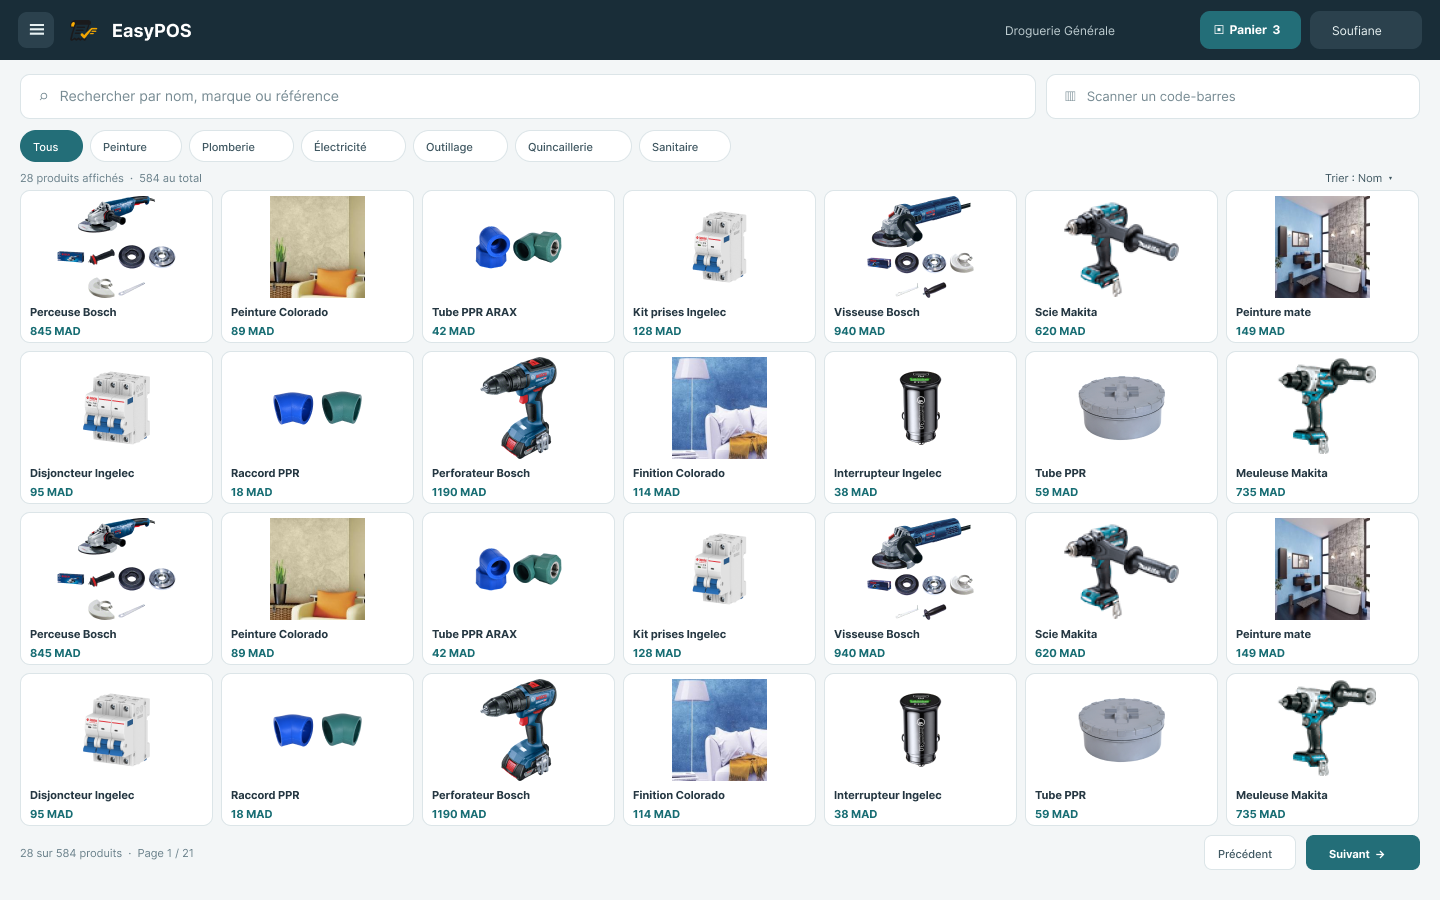 EasyPOS
Droguerie Générale
Panier 3
Soufiane
Rechercher par nom, marque ou référence
Scanner un code-barres
Tous
Peinture
Plomberie
Électricité
Outillage
Quincaillerie
Sanitaire
28 produits affichés · 584 au total
Trier : Nom
Perceuse Bosch
845 MAD
Peinture Colorado
89 MAD
Tube PPR ARAX
42 MAD
Kit prises Ingelec
128 MAD
Visseuse Bosch
940 MAD
Scie Makita
620 MAD
Peinture mate
149 MAD
Disjoncteur Ingelec
95 MAD
Raccord PPR
18 MAD
Perforateur Bosch
1190 MAD
Finition Colorado
114 MAD
Interrupteur Ingelec
38 MAD
Tube PPR
59 MAD
Meuleuse Makita
735 MAD
Perceuse Bosch
845 MAD
Peinture Colorado
89 MAD
Tube PPR ARAX
42 MAD
Kit prises Ingelec
128 MAD
Visseuse Bosch
940 MAD
Scie Makita
620 MAD
Peinture mate
149 MAD
Disjoncteur Ingelec
95 MAD
Raccord PPR
18 MAD
Perforateur Bosch
1190 MAD
Finition Colorado
114 MAD
Interrupteur Ingelec
38 MAD
Tube PPR
59 MAD
Meuleuse Makita
735 MAD
28 sur 584 produits · Page 1 / 21
Précédent
Suivant →